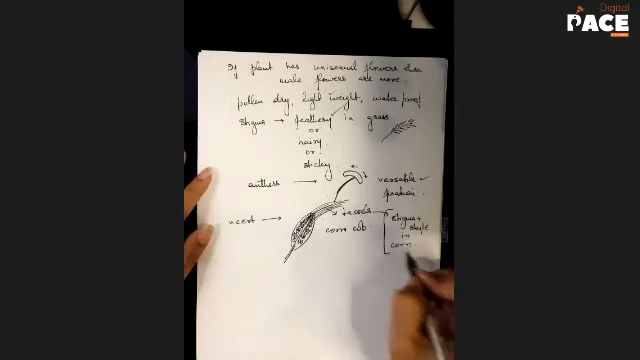 If plant has unisexual flowers then
male flowers are more.
pollen dry, light weight, water proof
stigma → feathery in grass
or
hairy
or
sticky
anthers → versatile ✓
fixation.
ncert → tassels → stigma +
style
in
corn.
corn cob.
Digital
PACE